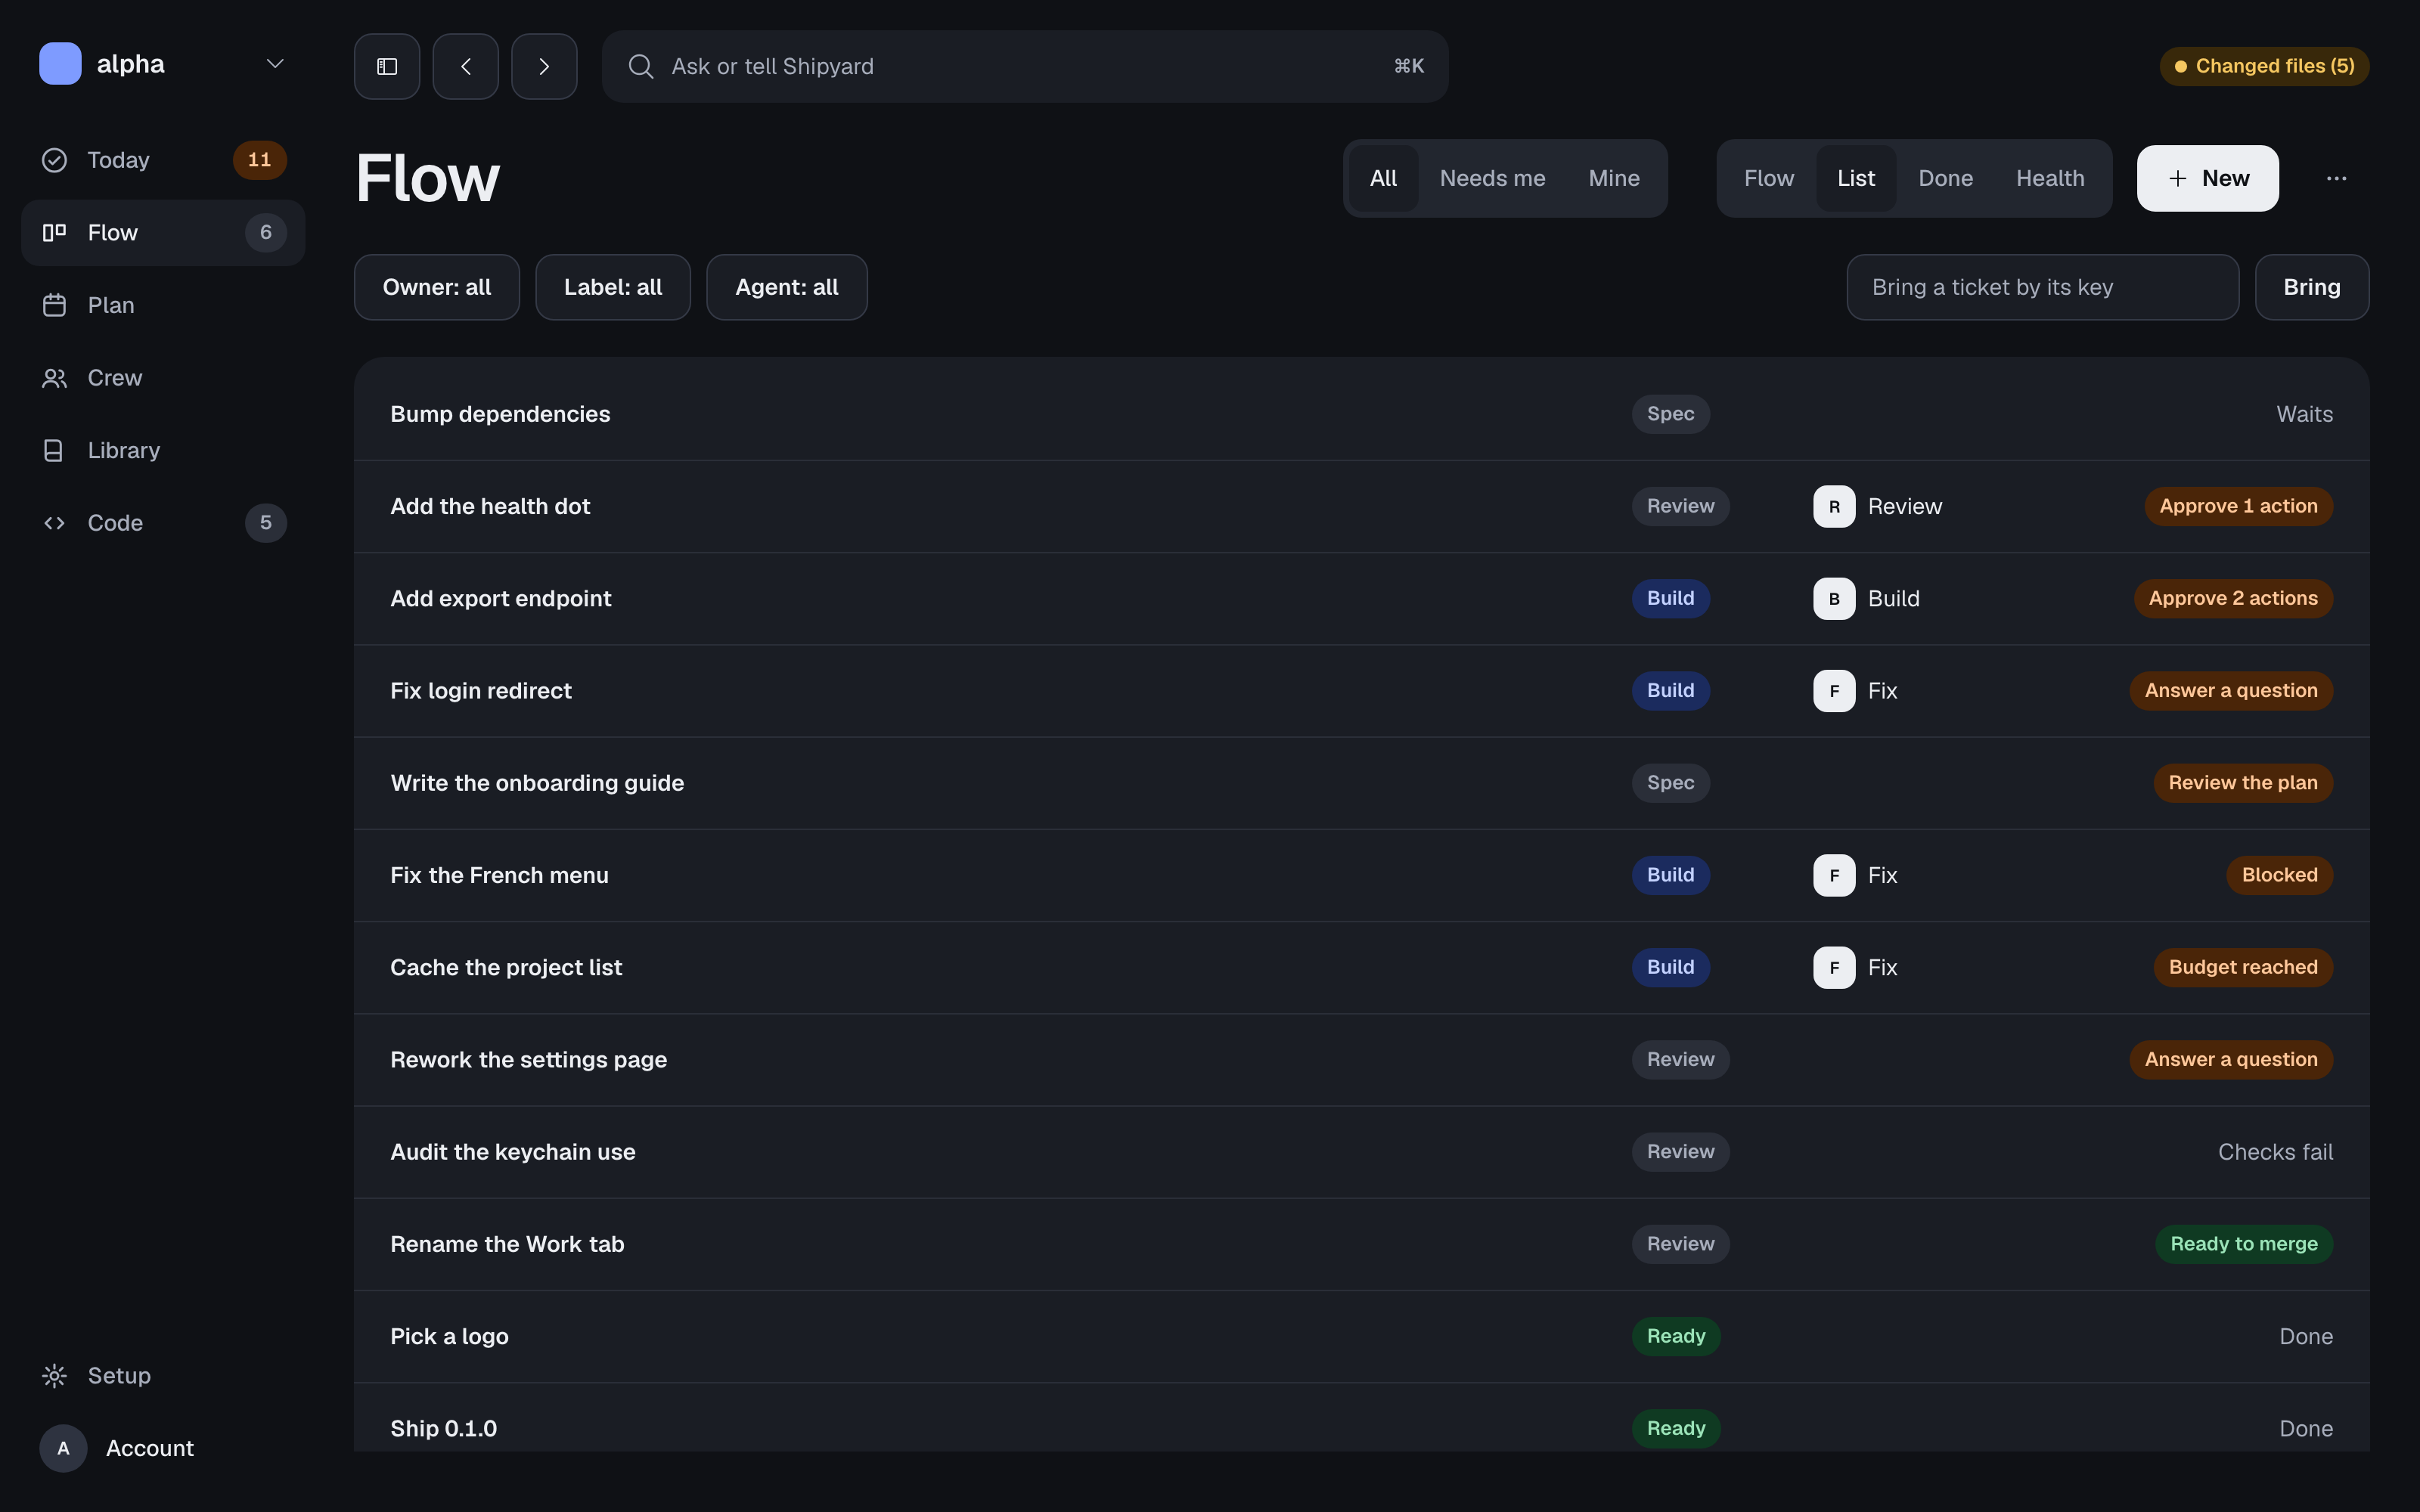 alpha
Ask or tell Shipyard ⌘K
Changed files (5)
Today 11
Flow 6
Plan
Crew
Library
Code 5
Setup
A Account
Flow
All Needs me Mine
Flow List Done Health
+ New
Owner: all Label: all Agent: all
Bring a ticket by its key Bring
Bump dependencies Spec Waits
Add the health dot Review R Review Approve 1 action
Add export endpoint Build B Build Approve 2 actions
Fix login redirect Build F Fix Answer a question
Write the onboarding guide Spec Review the plan
Fix the French menu Build F Fix Blocked
Cache the project list Build F Fix Budget reached
Rework the settings page Review Answer a question
Audit the keychain use Review Checks fail
Rename the Work tab Review Ready to merge
Pick a logo Ready Done
Ship 0.1.0 Ready Done